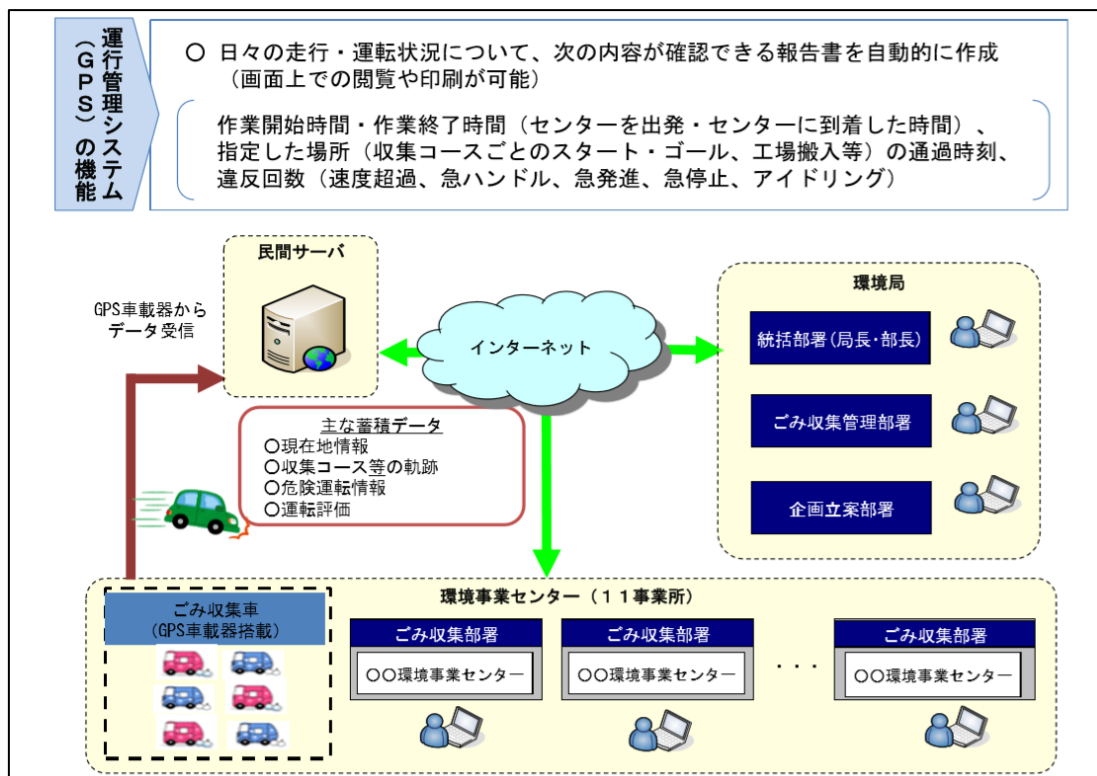 運行管理システム
（ＧＰＳ）の機能
○ 日々の走行・運転状況について、次の内容が確認できる報告書を自動的に作成
（画面上での閲覧や印刷が可能）
作業開始時間・作業終了時間（センターを出発・センターに到着した時間）、
指定した場所（収集コースごとのスタート・ゴール、工場搬入等）の通過時刻、
違反回数（速度超過、急ハンドル、急発進、急停止、アイドリング）
民間サーバ
GPS車載器から
データ受信
インターネット
環境局
統括部署(局長・部長)
ごみ収集管理部署
企画立案部署
主な蓄積データ
○現在地情報
○収集コース等の軌跡
○危険運転情報
○運転評価
環境事業センター（１１事業所）
ごみ収集車
(GPS車載器搭載)
ごみ収集部署
○○環境事業センター
ごみ収集部署
○○環境事業センター
・・・
ごみ収集部署
○○環境事業センター